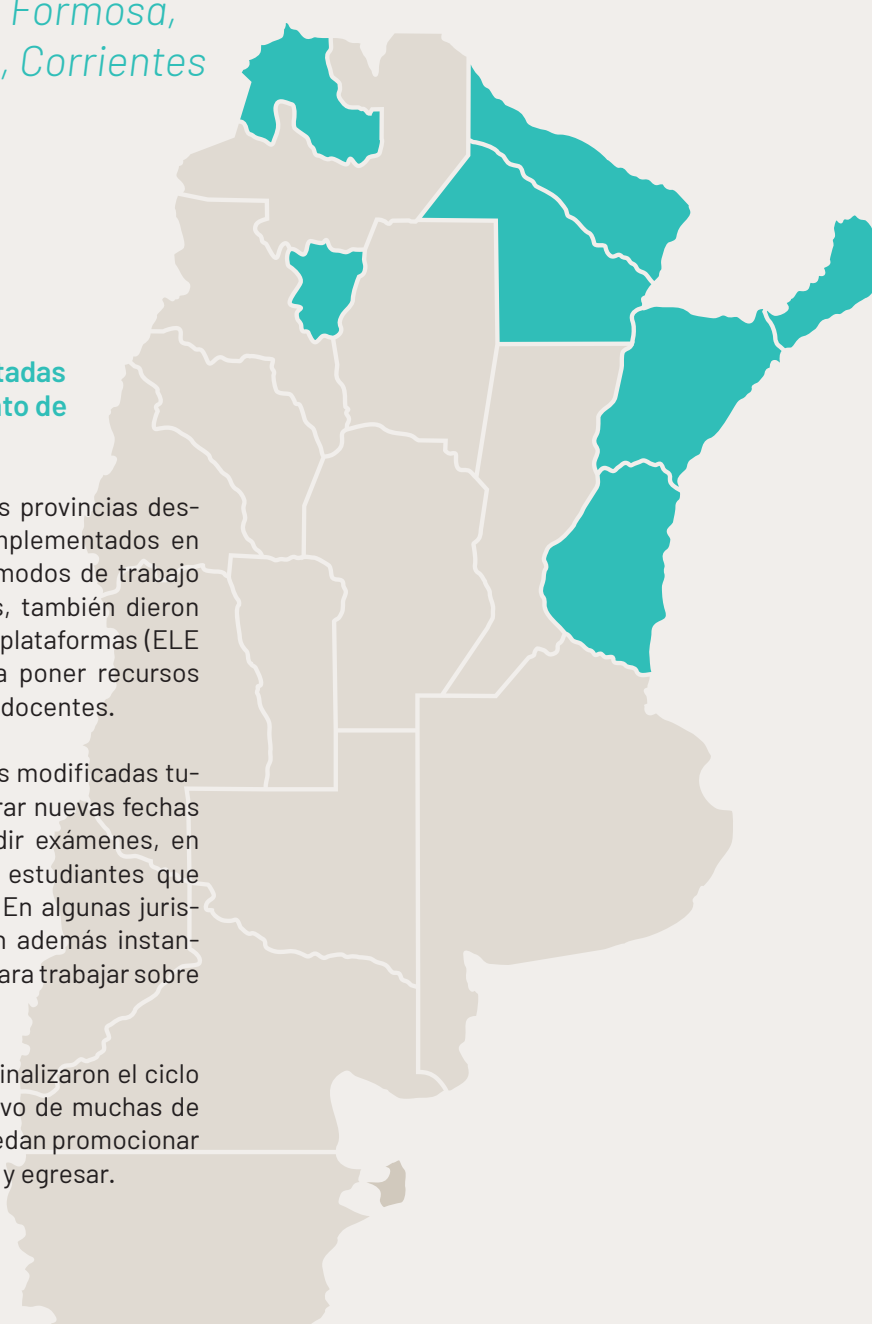 Formosa,
, Corrientes
tadas
to de
s provincias des-
mplementados en
modos de trabajo
s, también dieron
plataformas (ELE
a poner recursos
docentes.
s modificadas tu-
rar nuevas fechas
dir exámenes, en
estudiantes que
En algunas juris-
n además instan-
ara trabajar sobre
inalizaron el ciclo
vo de muchas de
edan promocionar
y egresar.